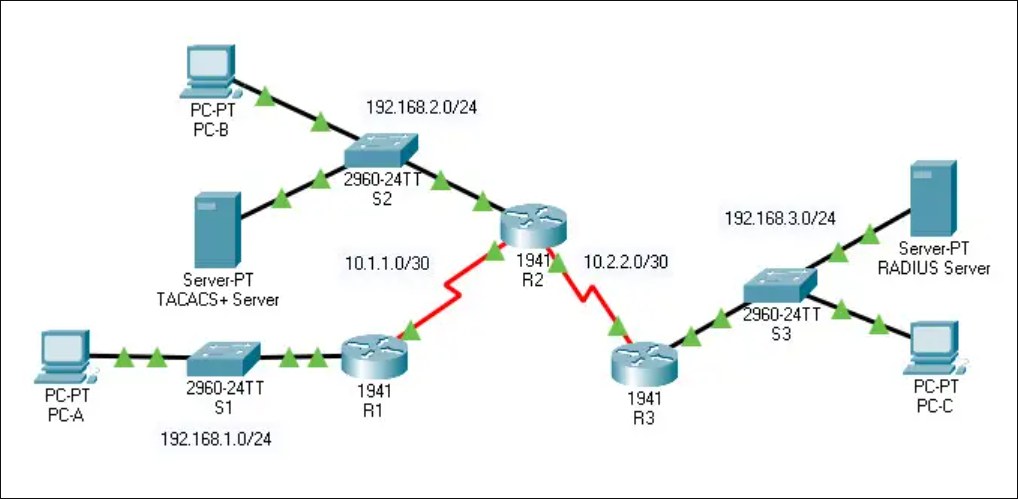 PC-PT
PC-B
192.168.2.0/24
2960-24TT
S2
Server-PT
TACACS+ Server
10.1.1.0/30
1941
R2
10.2.2.0/30
192.168.3.0/24
Server-PT
RADIUS Server
2960-24TT
S3
PC-PT
PC-A
2960-24TT
S1
192.168.1.0/24
1941
R1
1941
R3
PC-PT
PC-C